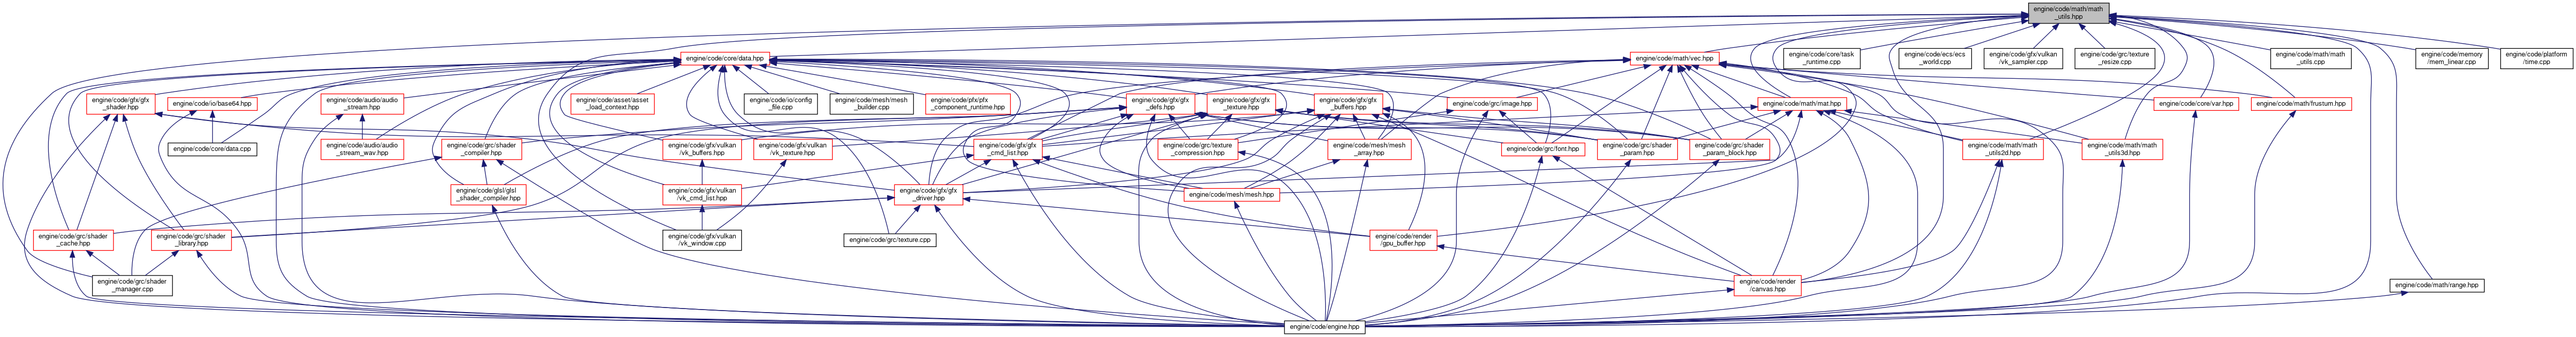 engine/code/math/math
_utils.hpp
engine/code/core/data.hpp
engine/code/math/vec.hpp
engine/code/core/task
_runtime.cpp
engine/code/ecs/ecs
_world.cpp
engine/code/gfx/vulkan
/vk_sampler.cpp
engine/code/grc/texture
_resize.cpp
engine/code/math/math
_utils.cpp
engine/code/memory
/mem_linear.cpp
engine/code/platform
/time.cpp
engine/code/gfx/gfx
_shader.hpp
engine/code/io/base64.hpp
engine/code/audio/audio
_stream.hpp
engine/code/asset/asset
_load_context.hpp
engine/code/io/config
_file.cpp
engine/code/mesh/mesh
_builder.cpp
engine/code/pfx/pfx
_component_runtime.hpp
engine/code/gfx/gfx
_defs.hpp
engine/code/gfx/gfx
_texture.hpp
engine/code/gfx/gfx
_buffers.hpp
engine/code/grc/image.hpp
engine/code/math/mat.hpp
engine/code/core/var.hpp
engine/code/math/frustum.hpp
engine/code/core/data.cpp
engine/code/audio/audio
_stream_wav.hpp
engine/code/grc/shader
_compiler.hpp
engine/code/gfx/vulkan
/vk_buffers.hpp
engine/code/gfx/vulkan
/vk_texture.hpp
engine/code/gfx/gfx
_cmd_list.hpp
engine/code/grc/texture
_compression.hpp
engine/code/mesh/mesh
_array.hpp
engine/code/grc/font.hpp
engine/code/grc/shader
_param.hpp
engine/code/grc/shader
_param_block.hpp
engine/code/math/math
_utils2d.hpp
engine/code/math/math
_utils3d.hpp
engine/code/glsl/glsl
_shader_compiler.hpp
engine/code/gfx/vulkan
/vk_cmd_list.hpp
engine/code/gfx/gfx
_driver.hpp
engine/code/mesh/mesh.hpp
engine/code/grc/shader
_cache.hpp
engine/code/grc/shader
_library.hpp
engine/code/gfx/vulkan
/vk_window.cpp
engine/code/grc/texture.cpp
engine/code/render
/gpu_buffer.hpp
engine/code/grc/shader
_manager.cpp
engine/code/render
/canvas.hpp
engine/code/math/range.hpp
engine/code/engine.hpp